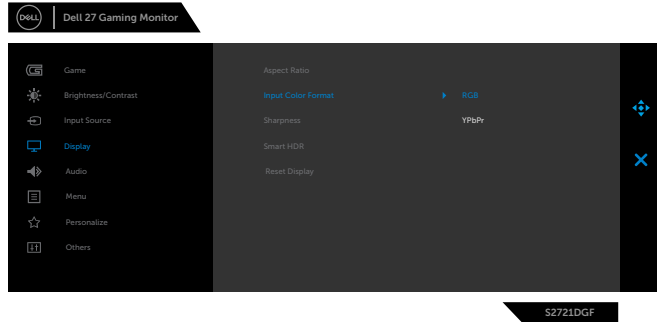 DELL
Dell 27 Gaming Monitor
Game
Aspect Ratio
Brightness/Contrast
Input Color Format
RGB
Input Source
Sharpness
YPbPr
Display
Smart HDR
Audio
Reset Display
Menu
Personalize
Others
S2721DGF